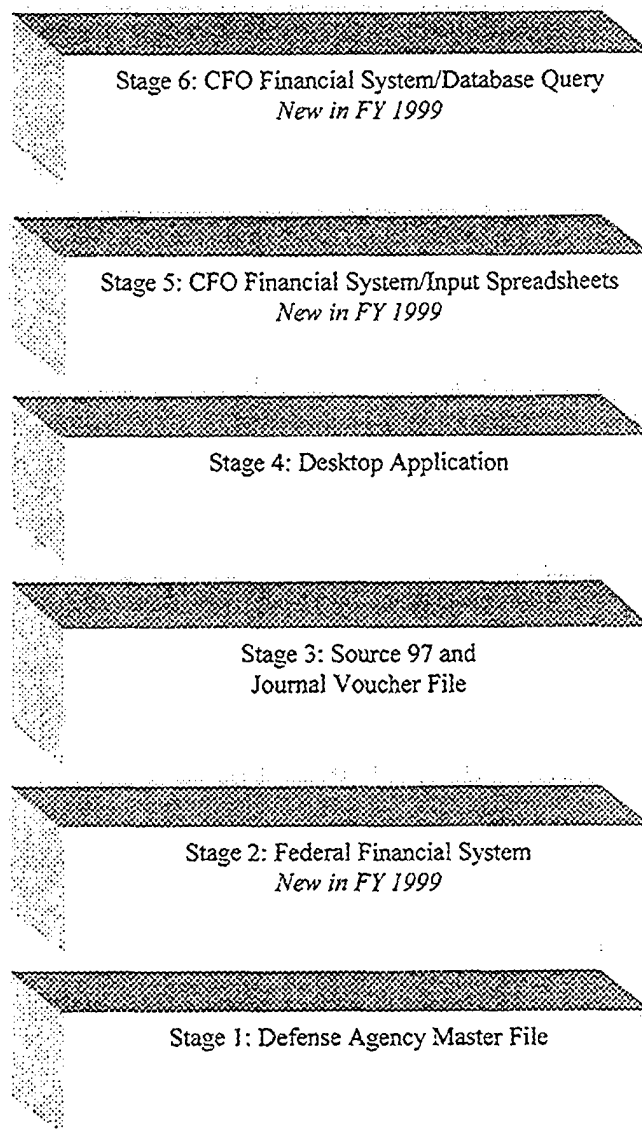 Stage 6: CFO Financial System/Database Query
New in FY 1999
Stage 5: CFO Financial System/Input Spreadsheets
New in FY 1999
Stage 4: Desktop Application
Stage 3: Source 97 and
Journal Voucher File
Stage 2: Federal Financial System
New in FY 1999
Stage 1: Defense Agency Master File